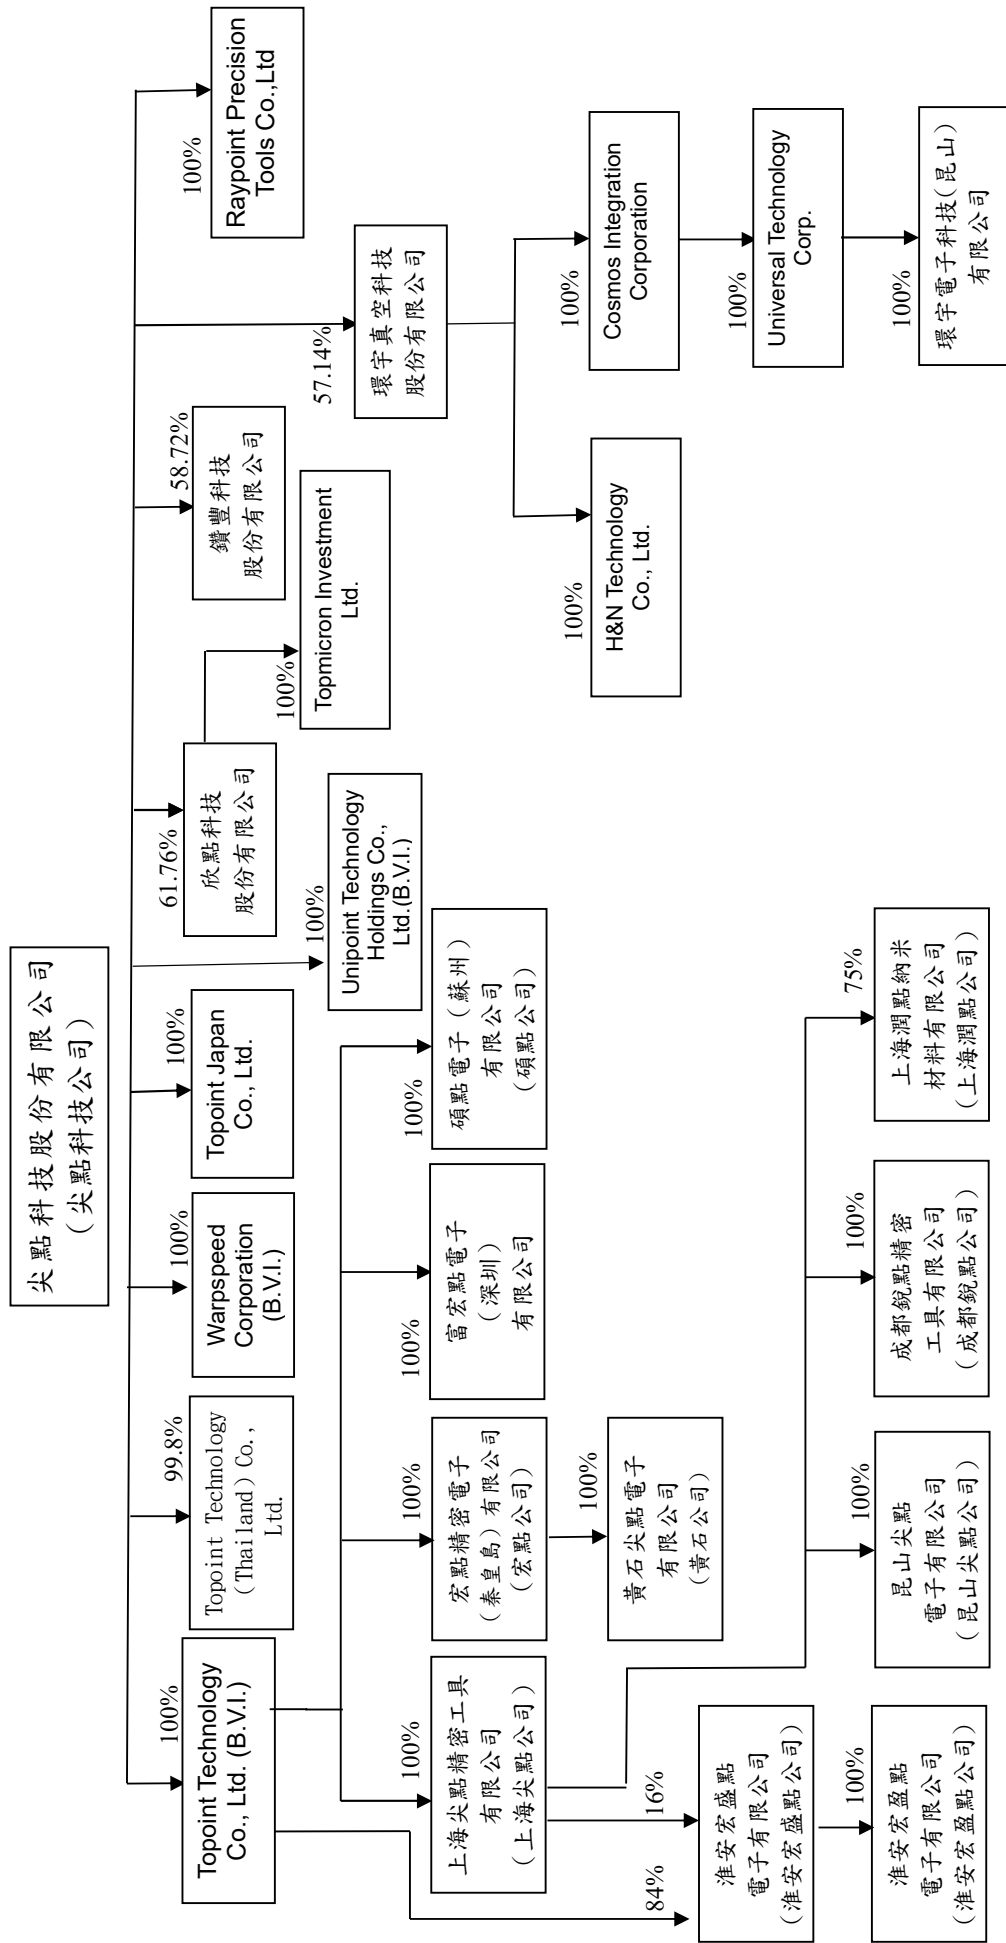 尖點科技股份有限公司
(尖點科技公司)
100%
Topoint Technology
Co., Ltd. (B.V.I.)
99.8%
Topoint Technology
(Thailand) Co.,
Ltd.
100%
Warpspeed
Corporation
(B.V.I.)
100%
Topoint Japan
Co., Ltd.
100%
Unipoint Technology
Holdings Co.,
Ltd.(B.V.I.)
61.76%
欣點科技
股份有限公司
100%
Topmicron Investment
Ltd.
58.72%
鑽豐科技
股份有限公司
57.14%
環宇真空科技
股份有限公司
100%
Raypoint Precision
Tools Co.,Ltd
100%
H&N Technology
Co., Ltd.
100%
Cosmos Integration
Corporation
100%
Universal Technology
Corp.
100%
環宇電子科技(昆山)
有限公司
100%
上海尖點精密工具
有限公司
(上海尖點公司)
100%
宏點精密電子
(秦皇島)有限公司
(宏點公司)
100%
富宏點電子
(深圳)
有限公司
100%
碩點電子(蘇州)
有限公司
(碩點公司)
100%
黃石尖點電子
有限公司
(黃石公司)
84%
16%
淮安宏盛點
電子有限公司
(淮安宏盛點公司)
100%
淮安宏盈點
電子有限公司
(淮安宏盈點公司)
100%
昆山尖點
電子有限公司
(昆山尖點公司)
100%
成都銳點精密
工具有限公司
(成都銳點公司)
75%
上海潤點納米
材料有限公司
(上海潤點公司)